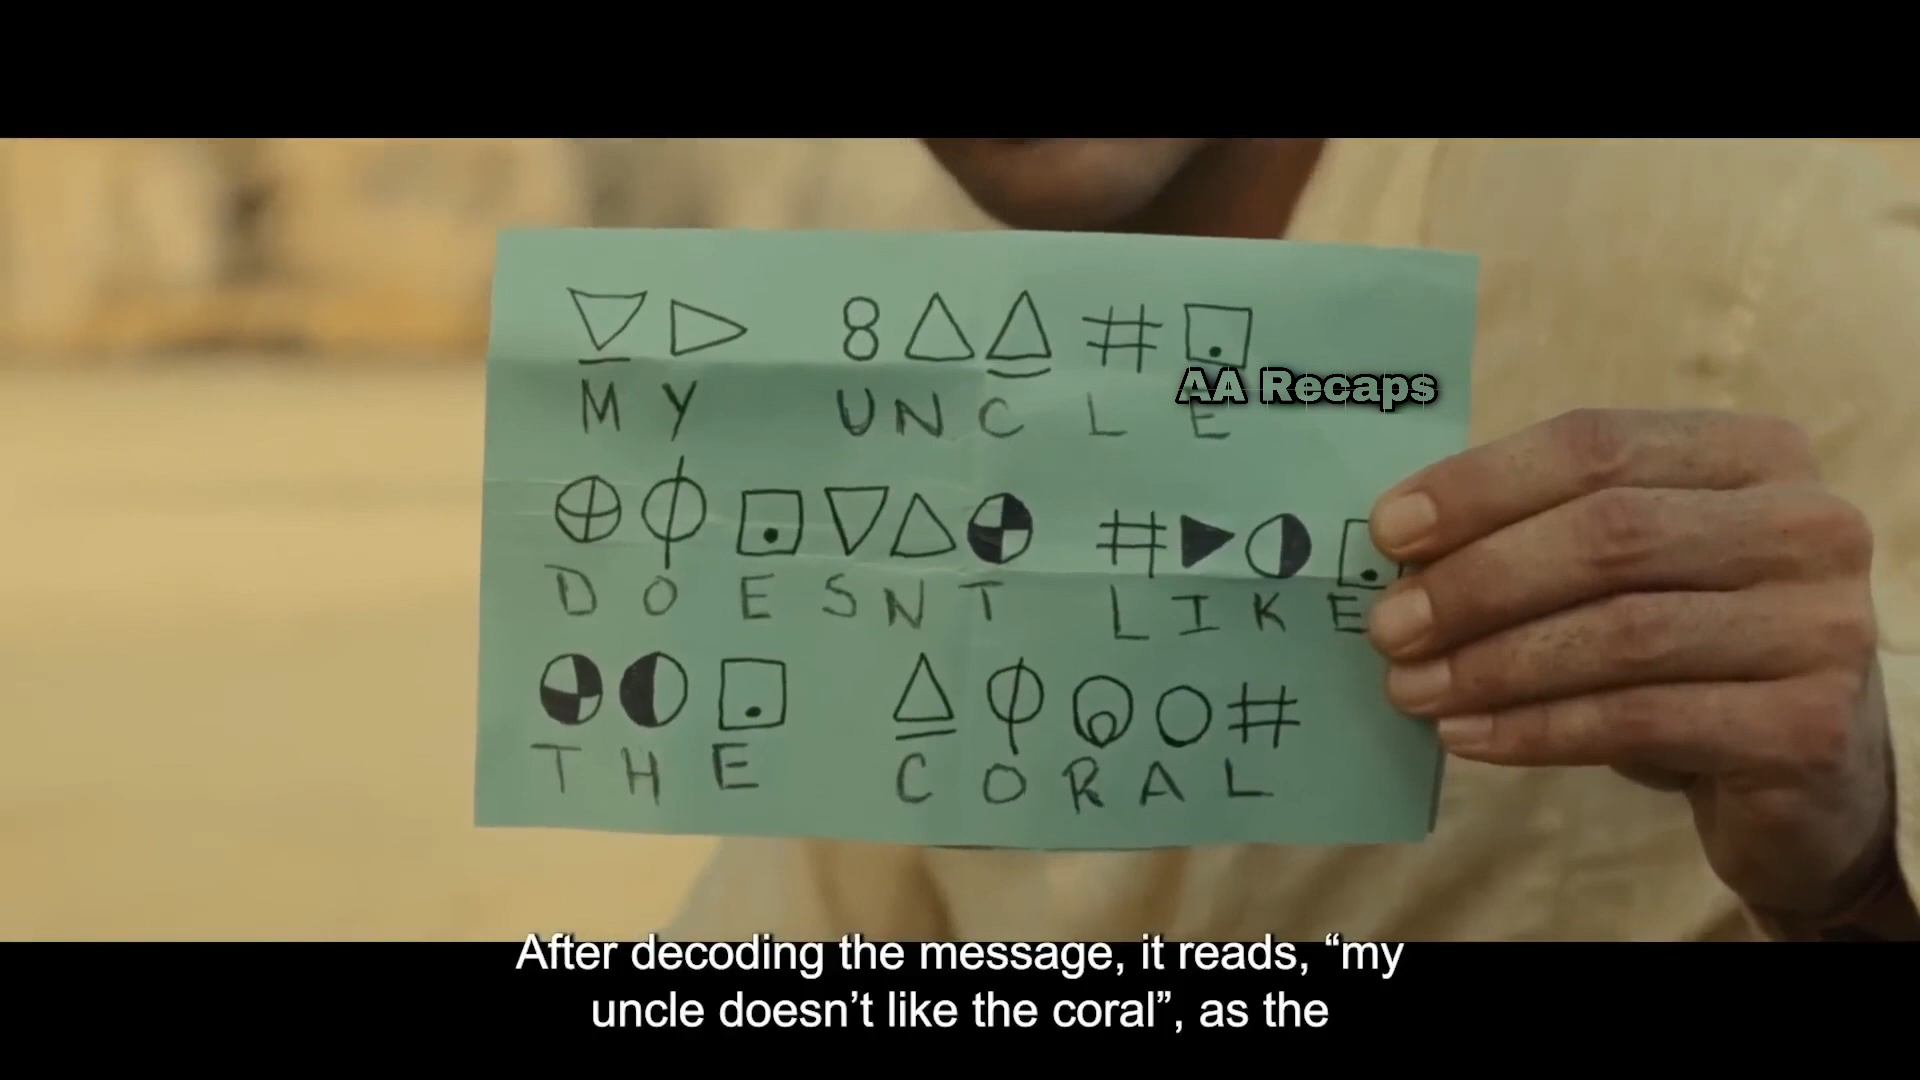 MY UNCLE
AA Recaps
DOESNT LIKE
THE CORAL
After decoding the message, it reads, “my
uncle doesn’t like the coral”, as the